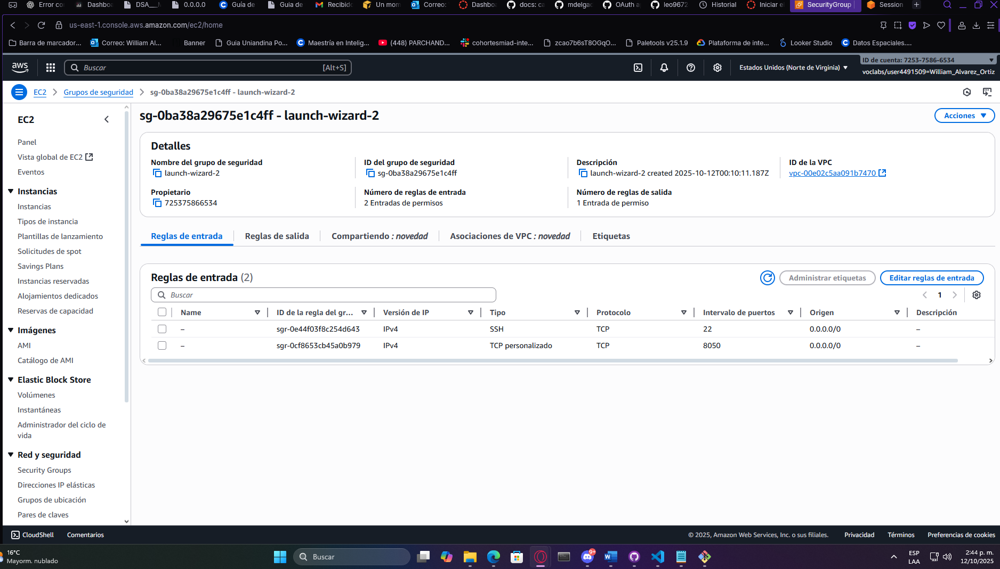 Error co
Dashboa
DSA__
0.0.0.0
Guía de
Guia de
Recibido
Un mom
Correo:
Dashbo
docs: ca
mdelgad
OAuth a
leo9672
Historial
Iniciar e
SecurityGroup
Session
us-east-1.console.aws.amazon.com/ec2/home
Barra de marcador...
Correo: William Al...
Banner
Guia Uniandina Po...
Maestría en Intelig...
(448) PARCHAND...
cohortesmiad-inte...
zcao7b6sT8OGqO...
Paletools v25.1.9
Plataforma de inte...
Looker Studio
Datos Espaciales....
aws
Buscar
[Alt+S]
Estados Unidos (Norte de Virginia)
ID de cuenta: 7253-7586-6534
voclabs/user4491509=William_Alvarez_Ortiz
EC2
Grupos de seguridad
sg-0ba38a29675e1c4ff - launch-wizard-2
EC2
Panel
Vista global de EC2
Eventos
Instancias
Instancias
Tipos de instancia
Plantillas de lanzamiento
Solicitudes de spot
Savings Plans
Instancias reservadas
Alojamientos dedicados
Reservas de capacidad
Imágenes
AMI
Catálogo de AMI
Elastic Block Store
Volúmenes
Instantáneas
Administrador del ciclo de
vida
Red y seguridad
Security Groups
Direcciones IP elásticas
Grupos de ubicación
Pares de claves
sg-0ba38a29675e1c4ff - launch-wizard-2
Acciones
Detalles
Nombre del grupo de seguridad
launch-wizard-2
ID del grupo de seguridad
sg-0ba38a29675e1c4ff
Descripción
launch-wizard-2 created 2025-10-12T00:10:11.187Z
ID de la VPC
vpc-00e02c5aa091b7470
Propietario
725375866534
Número de reglas de entrada
2 Entradas de permisos
Número de reglas de salida
1 Entrada de permiso
Reglas de entrada
Reglas de salida
Compartiendo : novedad
Asociaciones de VPC : novedad
Etiquetas
Reglas de entrada (2)
Administrar etiquetas
Editar reglas de entrada
Buscar
1
Name ID de la regla del gr... Versión de IP Tipo Protocolo Intervalo de puertos Origen Descripción
– sgr-0e44f03f8c254d643 IPv4 SSH TCP 22 0.0.0.0/0 –
– sgr-0cf8653cb45a0b979 IPv4 TCP personalizado TCP 8050 0.0.0.0/0 –
CloudShell
Comentarios
© 2025, Amazon Web Services, Inc. o sus filiales.
Privacidad
Términos
Preferencias de cookies
16°C
Mayorm. nublado
Buscar
9+
ESP
LAA
2:44 p. m.
12/10/2025